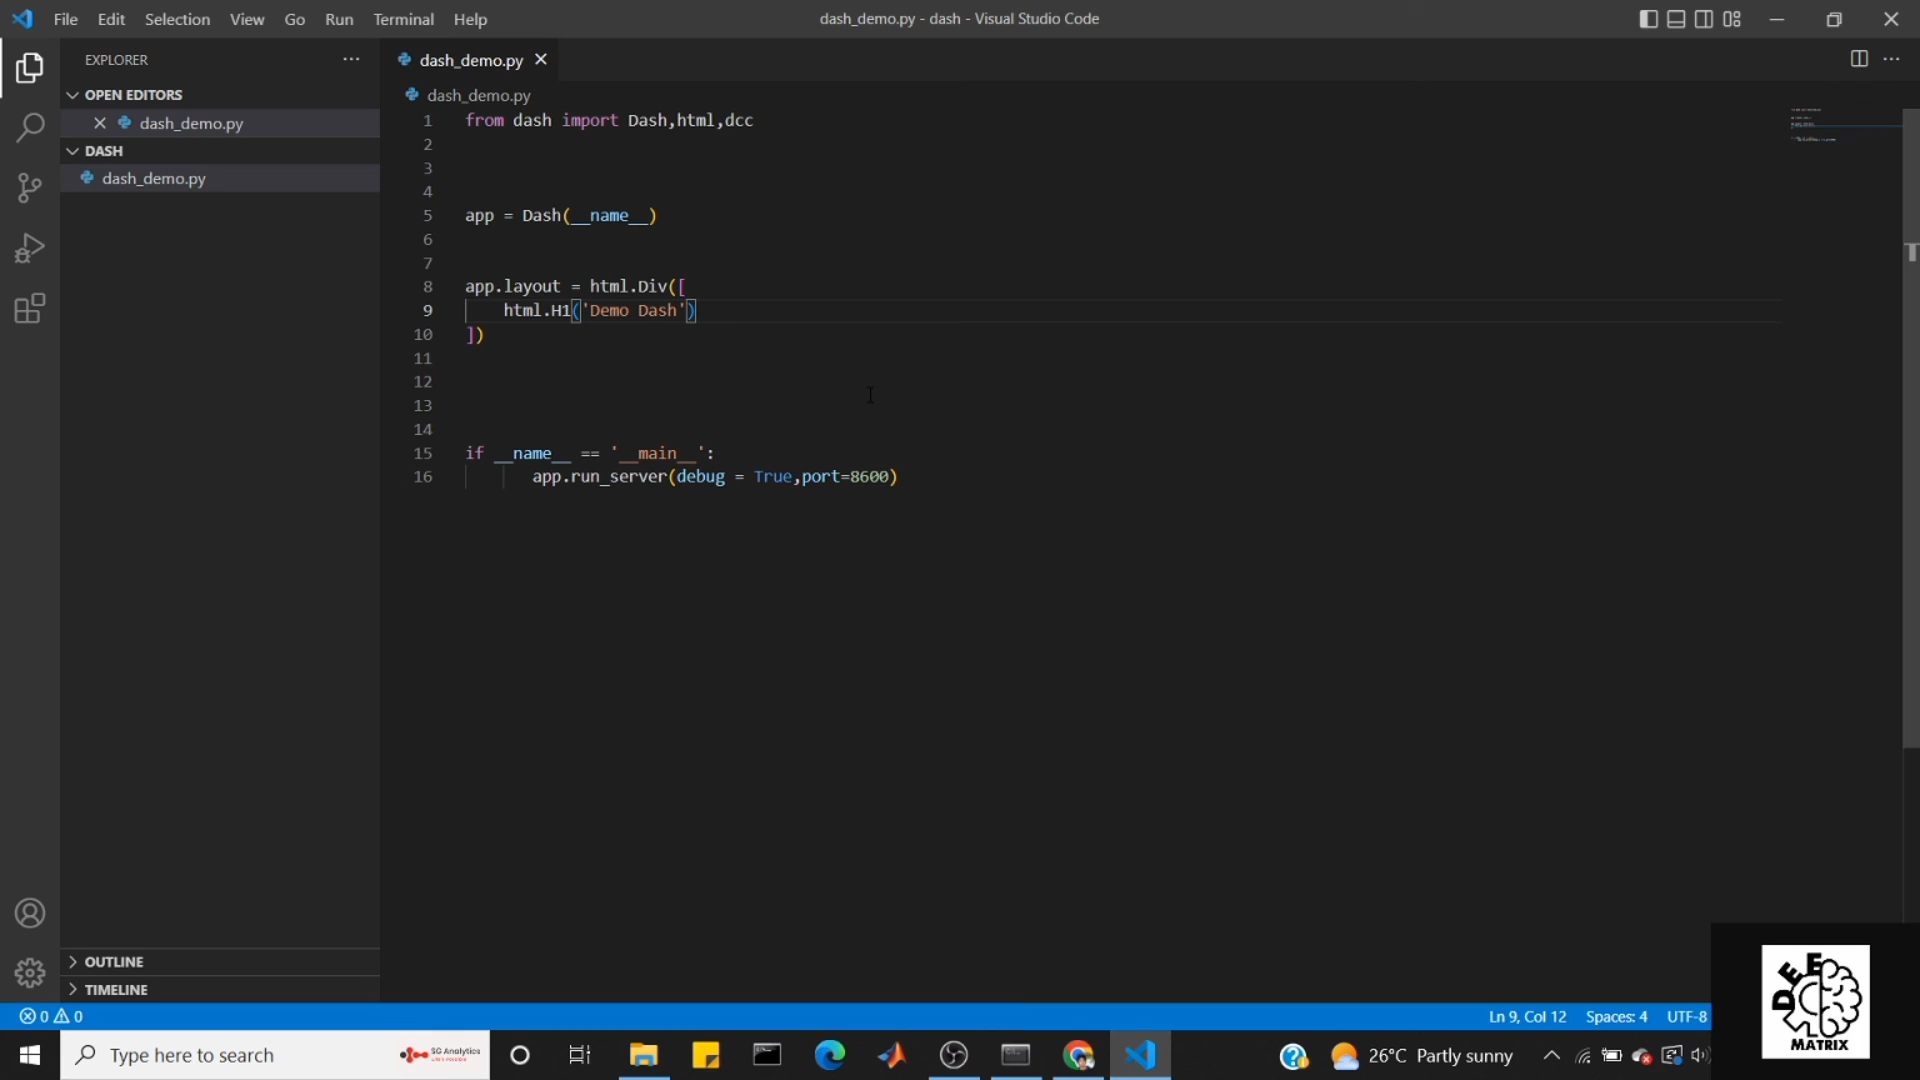 File Edit Selection View Go Run Terminal Help
dash_demo.py - dash - Visual Studio Code
EXPLORER
OPEN EDITORS
dash_demo.py
DASH
dash_demo.py
OUTLINE
TIMELINE
dash_demo.py
dash_demo.py
1 from dash import Dash,html,dcc
2
3
4
5 app = Dash(__name__)
6
7
8 app.layout = html.Div([
9 html.H1('Demo Dash')
10 ])
11
12
13
14
15 if __name__ == '__main__':
16 app.run_server(debug = True,port=8600)
0 0
Ln 9, Col 12 Spaces: 4 UTF-8
Type here to search
SG Analytics
26°C Partly sunny
DEE
MATRIX